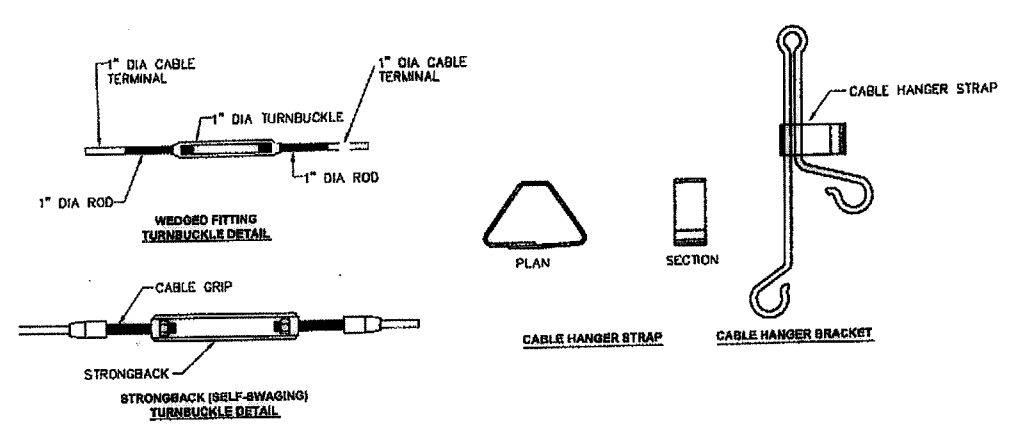 1" DIA CABLE
TERMINAL
1" DIA TURNBUCKLE
1" DIA CABLE
TERMINAL
1" DIA ROD
1" DIA ROD
WEDGED FITTING
TURNBUCKLE DETAIL
CABLE GRIP
STRONGBACK
STRONGBACK (SELF-SWAGING)
TURNBUCKLE DETAIL
PLAN
SECTION
CABLE HANGER STRAP
CABLE HANGER STRAP
CABLE HANGER BRACKET